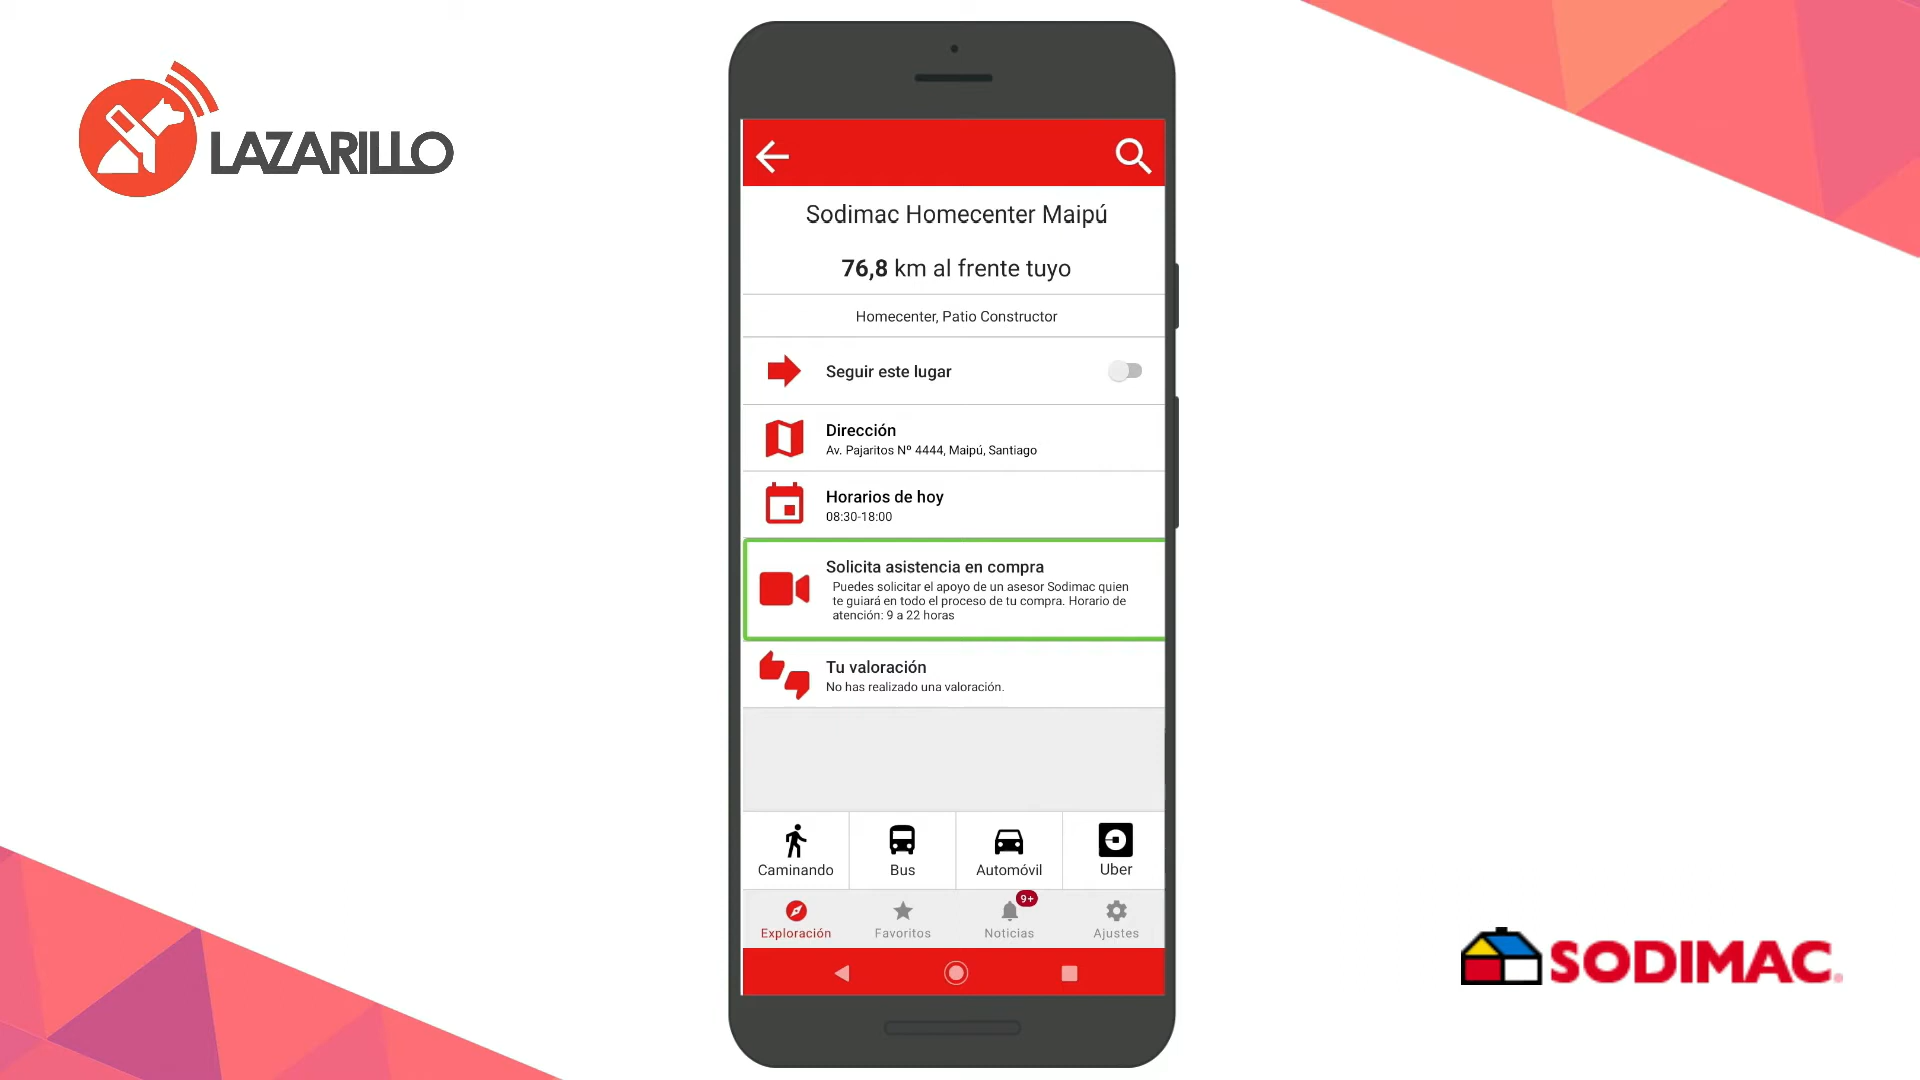 LAZARILLO
Sodimac Homecenter Maipú
76,8 km al frente tuyo
Homecenter, Patio Constructor
Seguir este lugar
Dirección
Av. Pajaritos Nº 4444, Maipú, Santiago
Horarios de hoy
08:30-18:00
Solicita asistencia en compra
Puedes solicitar el apoyo de un asesor Sodimac quien
te guiará en todo el proceso de tu compra. Horario de
atención: 9 a 22 horas
Tu valoración
No has realizado una valoración.
Caminando
Bus
Automóvil
Uber
9+
Exploración
Favoritos
Noticias
Ajustes
SODIMAC